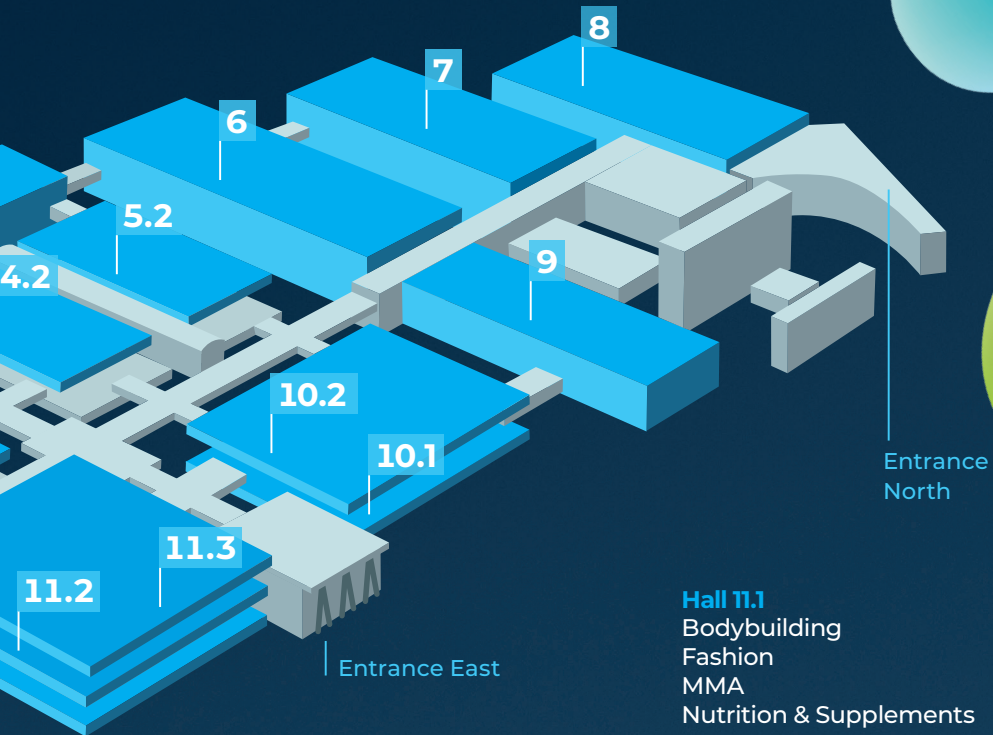 8
7
6
5.2
4.2
9
10.2
10.1
Entrance
North
11.3
11.2
Hall 11.1
Bodybuilding
Fashion
MMA
Nutrition & Supplements
Entrance East